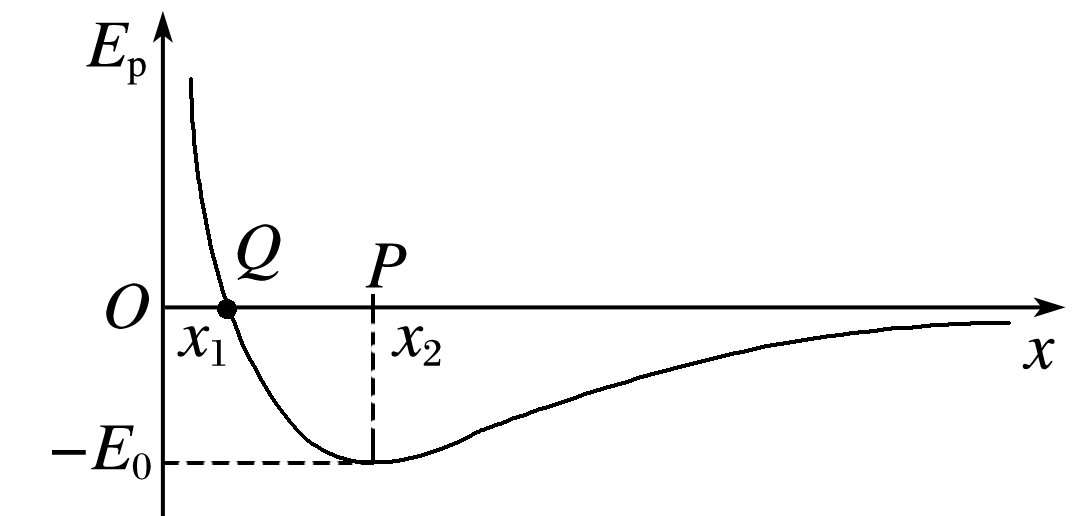 Eₚ
Q
P
O
x₁
x₂
x
−E₀